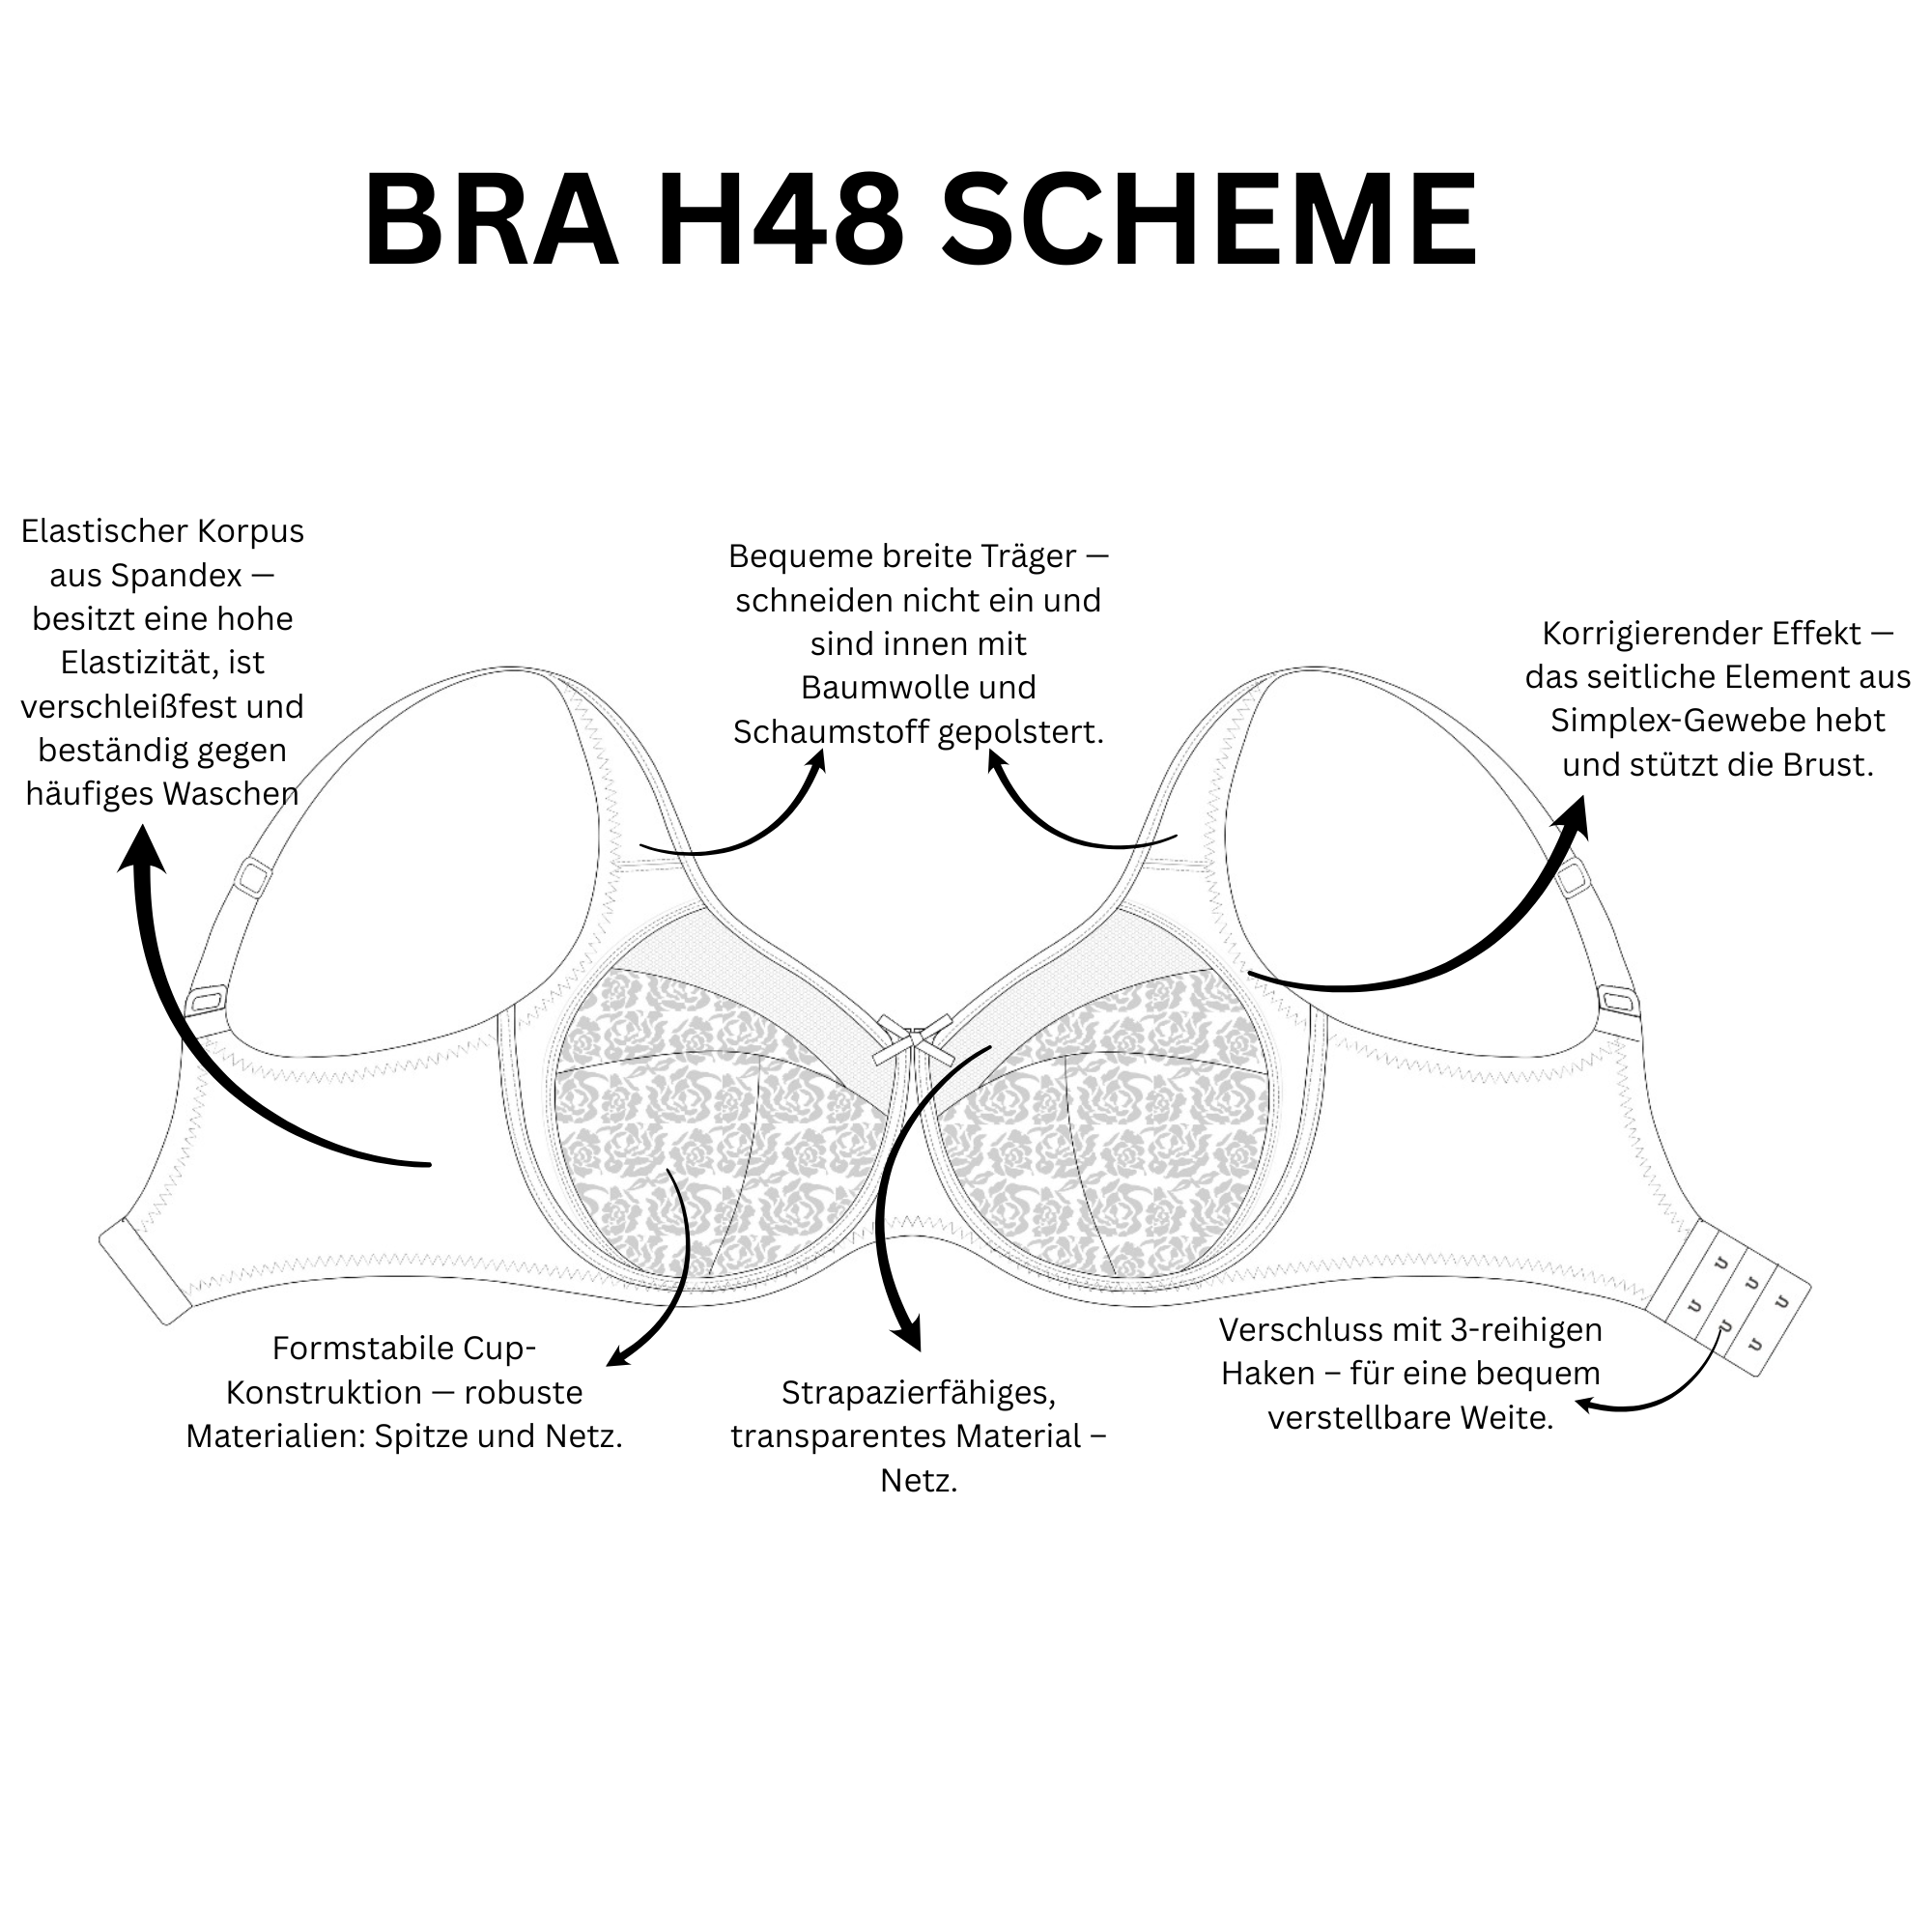 BRA H48 SCHEME
Elastischer Korpus
aus Spandex —
besitzt eine hohe
Elastizität, ist
verschleißfest und
beständig gegen
häufiges Waschen
Bequeme breite Träger —
schneiden nicht ein und
sind innen mit
Baumwolle und
Schaumstoff gepolstert.
Korrigierender Effekt —
das seitliche Element aus
Simplex-Gewebe hebt
und stützt die Brust.
Formstabile Cup-
Konstruktion — robuste
Materialien: Spitze und Netz.
Strapazierfähiges,
transparentes Material –
Netz.
Verschluss mit 3-reihigen
Haken – für eine bequem
verstellbare Weite.